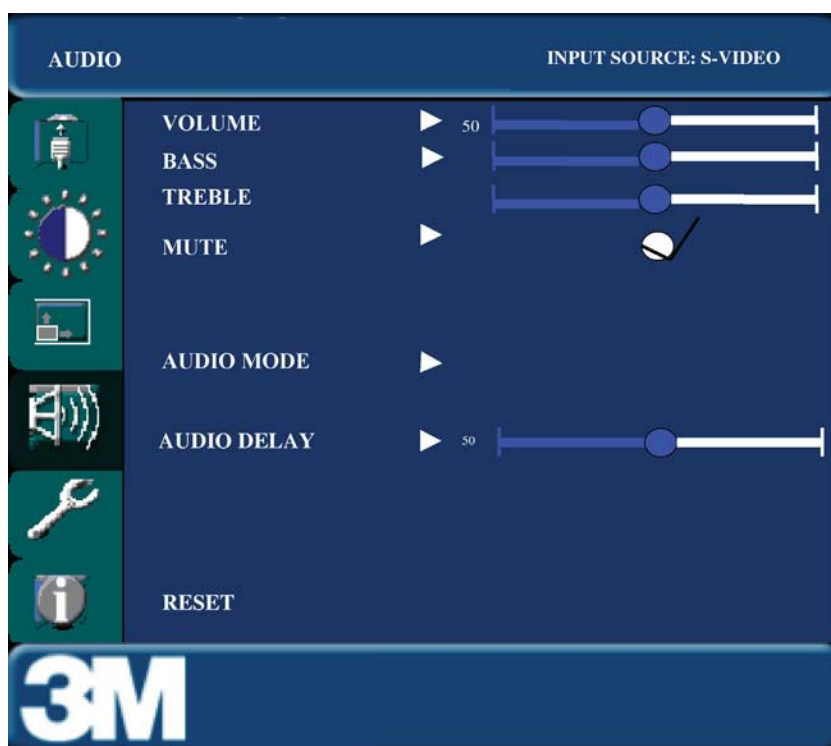 AUDIO INPUT SOURCE: S-VIDEO
VOLUME 50
BASS
TREBLE
MUTE
AUDIO MODE
AUDIO DELAY 50
RESET
3M